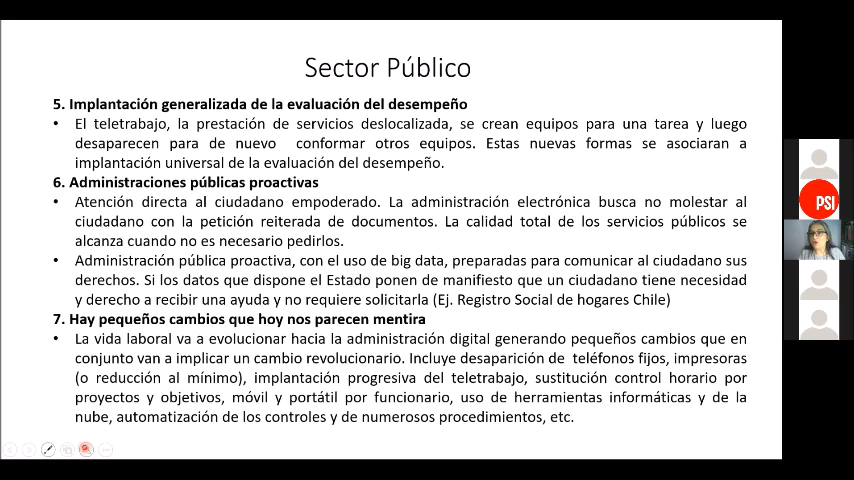 Sector Público
5. Implantación generalizada de la evaluación del desempeño
• El teletrabajo, la prestación de servicios deslocalizada, se crean equipos para una tarea y luego
desaparecen para de nuevo conformar otros equipos. Estas nuevas formas se asociaran a
implantación universal de la evaluación del desempeño.
6. Administraciones públicas proactivas
• Atención directa al ciudadano empoderado. La administración electrónica busca no molestar al
ciudadano con la petición reiterada de documentos. La calidad total de los servicios públicos se
alcanza cuando no es necesario pedirlos.
• Administración pública proactiva, con el uso de big data, preparadas para comunicar al ciudadano sus
derechos. Si los datos que dispone el Estado ponen de manifiesto que un ciudadano tiene necesidad
y derecho a recibir una ayuda y no requiere solicitarla (Ej. Registro Social de hogares Chile)
7. Hay pequeños cambios que hoy nos parecen mentira
• La vida laboral va a evolucionar hacia la administración digital generando pequeños cambios que en
conjunto van a implicar un cambio revolucionario. Incluye desaparición de teléfonos fijos, impresoras
(o reducción al mínimo), implantación progresiva del teletrabajo, sustitución control horario por
proyectos y objetivos, móvil y portátil por funcionario, uso de herramientas informáticas y de la
nube, automatización de los controles y de numerosos procedimientos, etc.
PSI